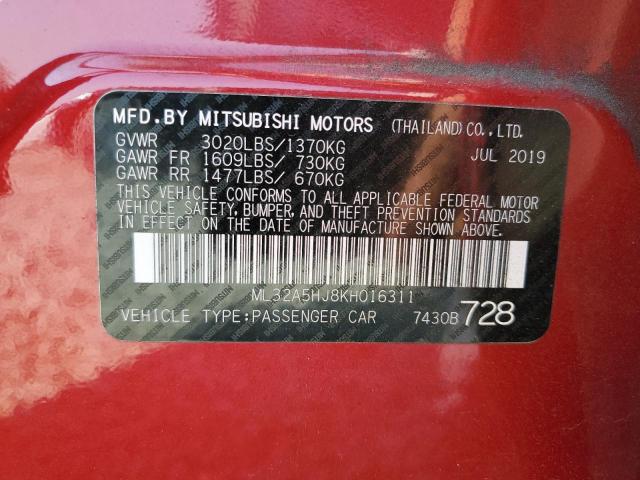 MFD.BY MITSUBISHI MOTORS (THAILAND)CO.,LTD.
GVWR 3020LBS/1370KG JUL 2019
GAWR FR 1609LBS/ 730KG
GAWR RR 1477LBS/ 670KG
THIS VEHICLE CONFORMS TO ALL APPLICABLE FEDERAL MOTOR
VEHICLE SAFETY, BUMPER, AND THEFT PREVENTION STANDARDS
IN EFFECT ON THE DATE OF MANUFACTURE SHOWN ABOVE.
ML32A5HJ8KH016311
VEHICLE TYPE:PASSENGER CAR 7430B 728